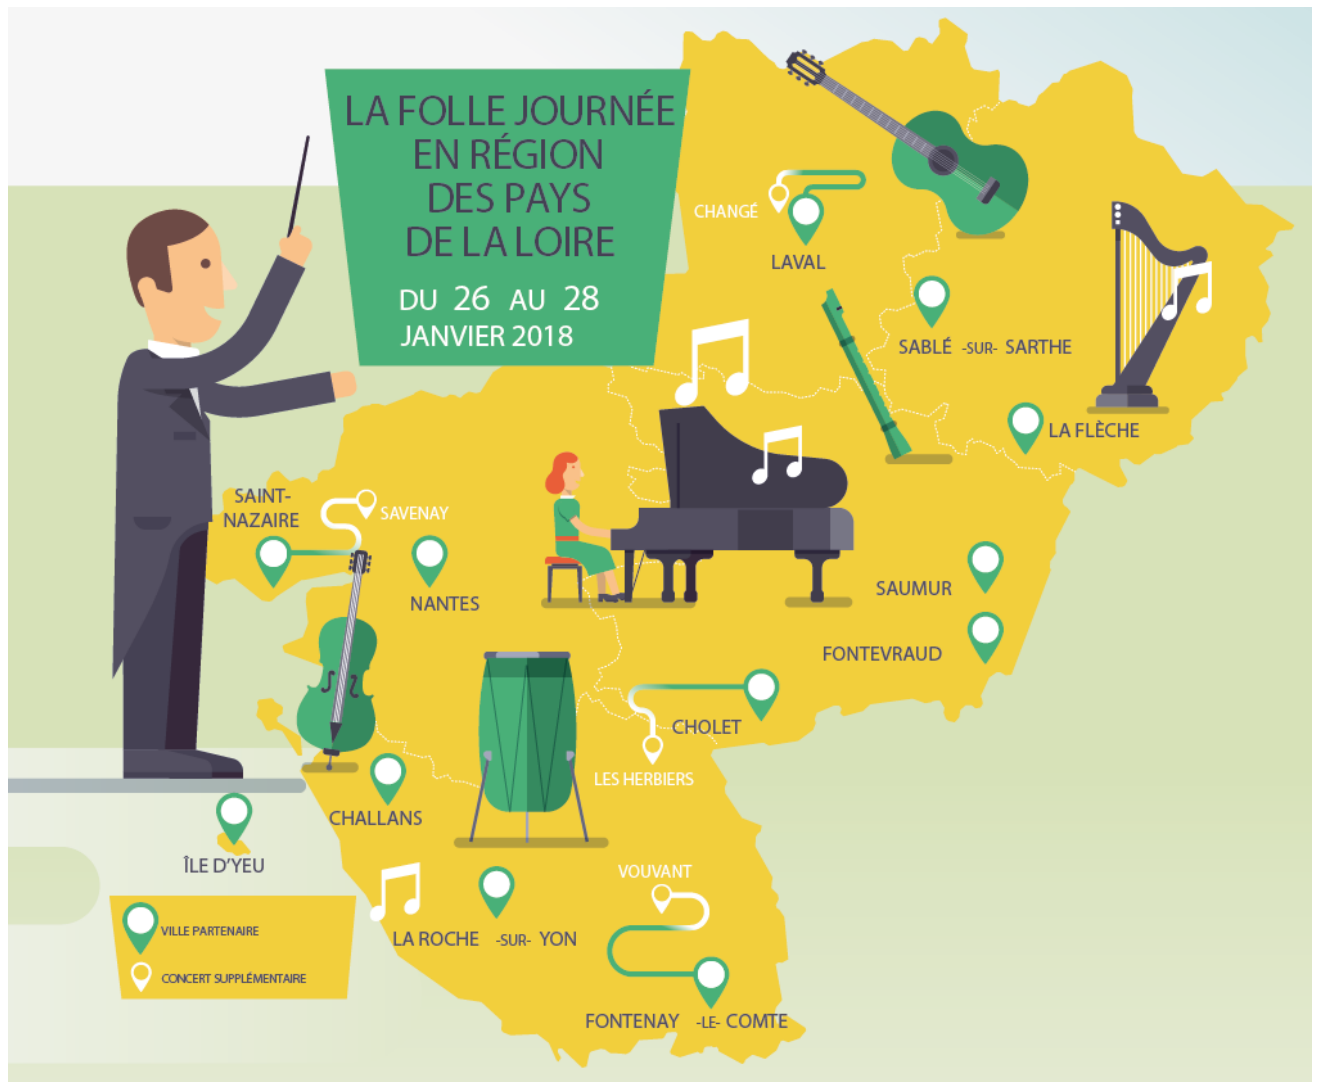 LA FOLLE JOURNÉE
EN RÉGION
DES PAYS
DE LA LOIRE
DU 26 AU 28
JANVIER 2018
CHANGÉ
LAVAL
SABLÉ -SUR- SARTHE
LA FLÈCHE
SAINT-
NAZAIRE
SAVENAY
NANTES
SAUMUR
FONTEVRAUD
CHOLET
LES HERBIERS
CHALLANS
ÎLE D'YEU
VOUVANT
LA ROCHE -SUR- YON
FONTENAY -LE- COMTE
VILLE PARTENAIRE
CONCERT SUPPLÉMENTAIRE